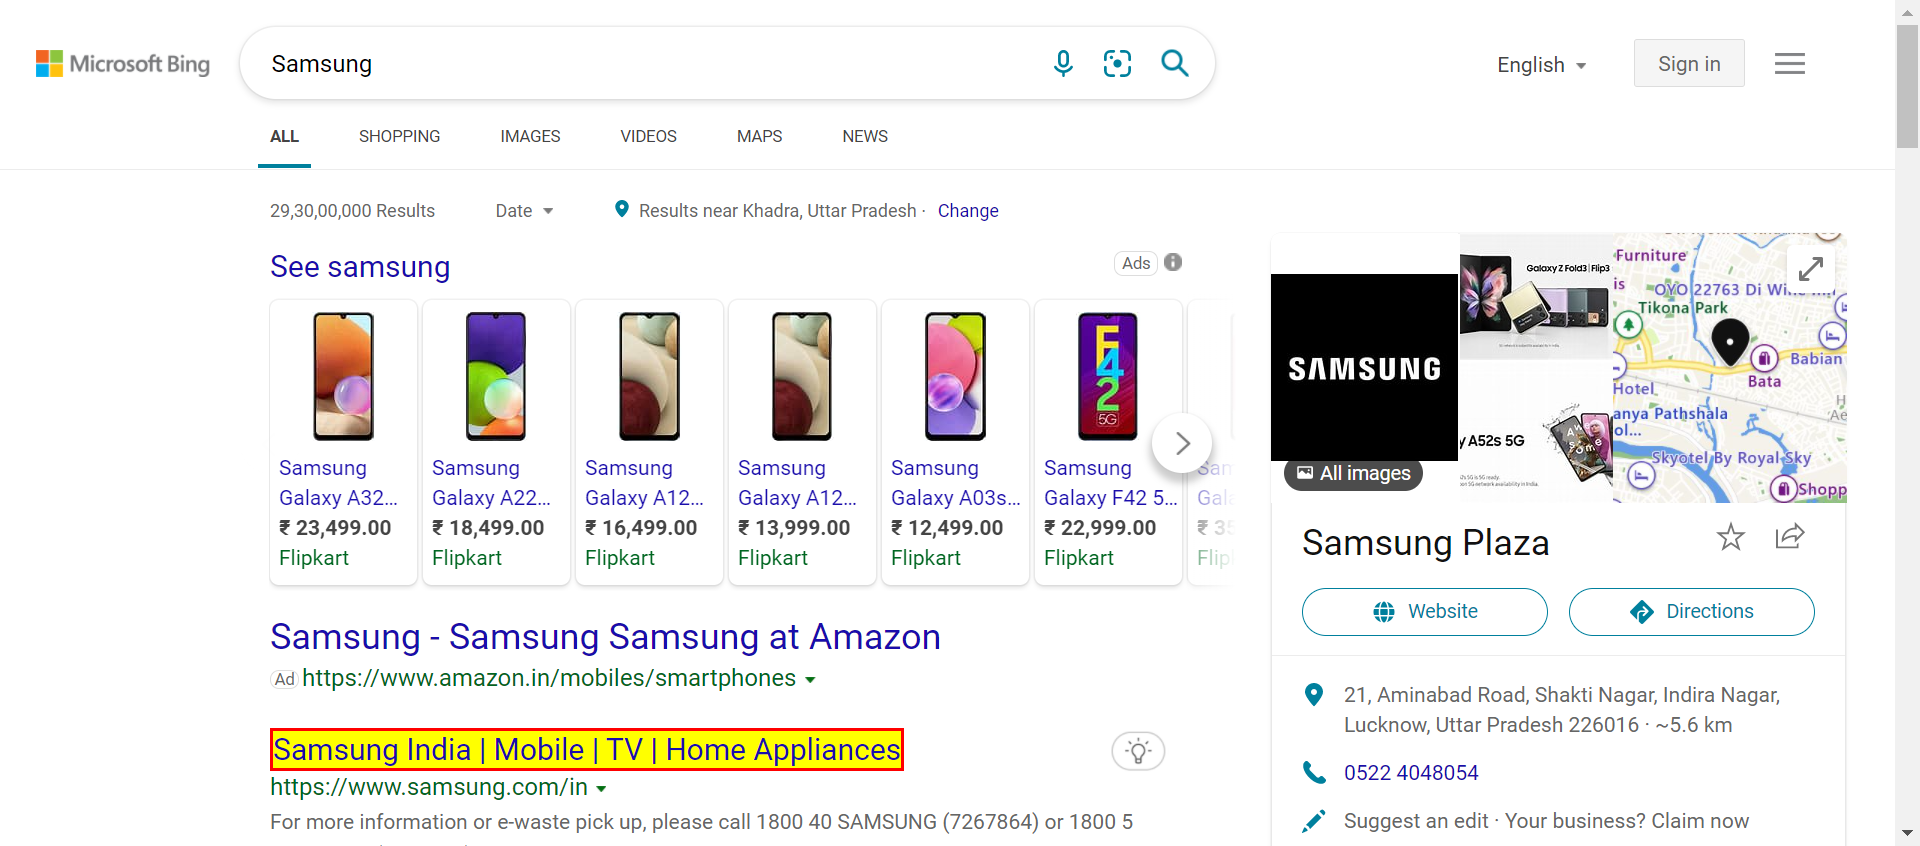 Microsoft Bing
Samsung
English
Sign in
ALL
SHOPPING
IMAGES
VIDEOS
MAPS
NEWS
29,30,00,000 Results
Date
Results near Khadra, Uttar Pradesh ·
Change
See samsung
Ads
F42
5G
Samsung
Galaxy A32...
₹ 23,499.00
Flipkart
Samsung
Galaxy A22...
₹ 18,499.00
Flipkart
Samsung
Galaxy A12...
₹ 16,499.00
Flipkart
Samsung
Galaxy A12...
₹ 13,999.00
Flipkart
Samsung
Galaxy A03s...
₹ 12,499.00
Flipkart
Samsung
Galaxy F42 5...
₹ 22,999.00
Flipkart
Sam
Gala
₹ 35
Flip
Samsung - Samsung Samsung at Amazon
Ad https://www.amazon.in/mobiles/smartphones
Samsung India | Mobile | TV | Home Appliances
https://www.samsung.com/in
For more information or e-waste pick up, please call 1800 40 SAMSUNG (7267864) or 1800 5
SAMSUNG
Galaxy Z Fold3 | Flip3
A52s 5G
Awesome
All images
Furniture
is
OYO 22763 Di Wine
Tikona Park
Babian
Bata
Hotel
anya Pathshala
ol...
Skyotel By Royal Sky
Shopp
Samsung Plaza
Website
Directions
21, Aminabad Road, Shakti Nagar, Indira Nagar,
Lucknow, Uttar Pradesh 226016 · ~5.6 km
0522 4048054
Suggest an edit · Your business? Claim now